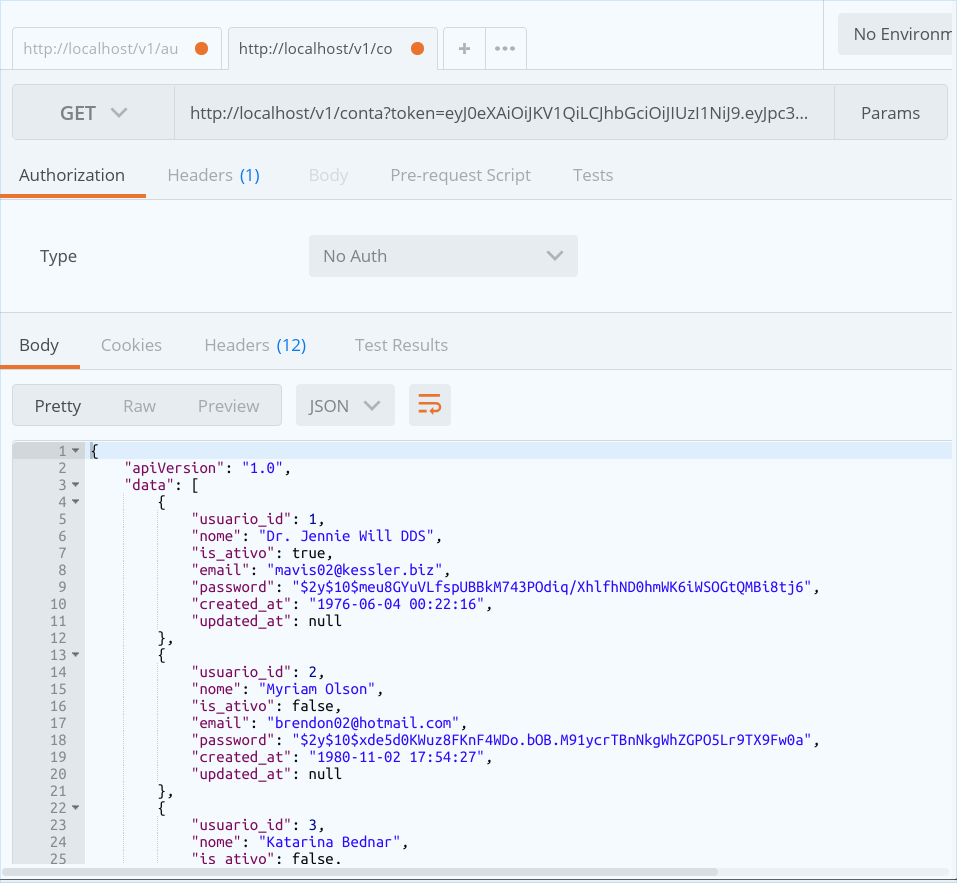 http://localhost/v1/au
http://localhost/v1/co
+
•••
No Environm
GET
http://localhost/v1/conta?token=eyJ0eXAiOiJKV1QiLCJhbGciOiJIUzI1NiJ9.eyJpc3...
Params
Authorization
Headers (1)
Body
Pre-request Script
Tests
Type
No Auth
Body
Cookies
Headers (12)
Test Results
Pretty
Raw
Preview
JSON
1 {
2 "apiVersion": "1.0",
3 "data": [
4 {
5 "usuario_id": 1,
6 "nome": "Dr. Jennie Will DDS",
7 "is_ativo": true,
8 "email": "mavis02@kessler.biz",
9 "password": "$2y$10$meu8GYuVLfspUBBkM743POdiq/XhlfhND0hmWK6iWSOGtQMBi8tj6",
10 "created_at": "1976-06-04 00:22:16",
11 "updated_at": null
12 },
13 {
14 "usuario_id": 2,
15 "nome": "Myriam Olson",
16 "is_ativo": false,
17 "email": "brendon02@hotmail.com",
18 "password": "$2y$10$xde5d0KWuz8FKnF4WDo.bOB.M91ycrTBnNkgWhZGPO5Lr9TX9Fw0a",
19 "created_at": "1980-11-02 17:54:27",
20 "updated_at": null
21 },
22 {
23 "usuario_id": 3,
24 "nome": "Katarina Bednar",
25 "is_ativo": false,